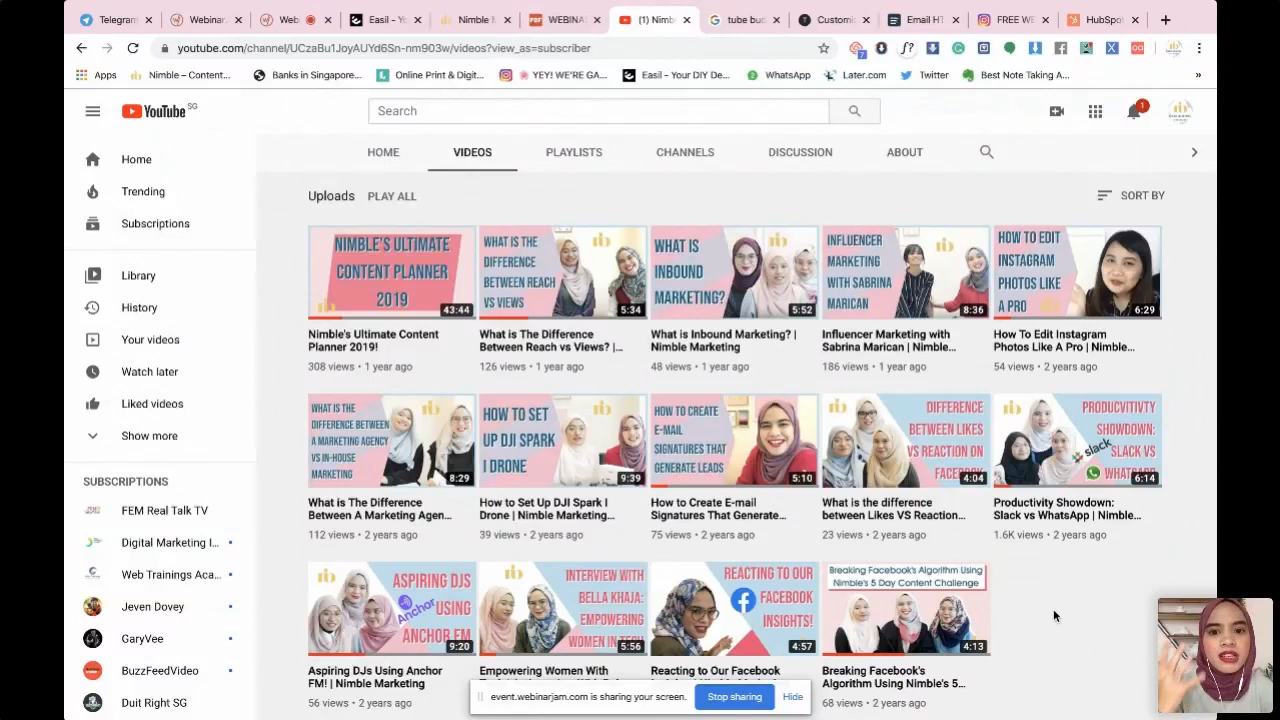 Telegram
Webinar.
Web
Easil - Yo
Nimble M
WEBINA
(1) Nimb
tube bud
Customis
Email HT
FREE WE
HubSpot
youtube.com/channel/UCzaBu1JoyAUYd6Sn-nm903w/videos?view_as=subscriber
7
Apps
Nimble – Content...
Banks in Singapore...
Online Print & Digit...
YEY! WE'RE GA...
Easil - Your DIY De...
WhatsApp
Later.com
Twitter
Best Note Taking A...
»
YouTube SG
Search
1
Home
Trending
Subscriptions
Library
History
Your videos
Watch later
Liked videos
Show more
SUBSCRIPTIONS
FEM Real Talk TV
Digital Marketing I...
Web Trainings Aca...
Jeven Dovey
GaryVee
BuzzFeedVideo
Duit Right SG
HOME
VIDEOS
PLAYLISTS
CHANNELS
DISCUSSION
ABOUT
Uploads
PLAY ALL
SORT BY
NIMBLE'S ULTIMATE
CONTENT PLANNER
2019
43:44
Nimble's Ultimate Content
Planner 2019!
308 views • 1 year ago
WHAT IS THE
DIFFERENCE
BETWEEN REACH
VS VIEWS
5:34
What is The Difference
Between Reach vs Views? |...
126 views • 1 year ago
WHAT IS
INBOUND
MARKETING?
5:52
What is Inbound Marketing? |
Nimble Marketing
48 views • 1 year ago
INFLUENCER
MARKETING
WITH SABRINA
MARICAN
8:36
Influencer Marketing with
Sabrina Marican | Nimble...
186 views • 1 year ago
HOW TO EDIT
INSTAGRAM
PHOTOS LIKE
A PRO
6:29
How To Edit Instagram
Photos Like A Pro | Nimble...
54 views • 2 years ago
WHAT IS THE
DIFFERENCE BETWEEN
A MARKETING AGENCY
VS IN-HOUSE
MARKETING
8:29
What is The Difference
Between A Marketing Agen...
112 views • 2 years ago
HOW TO SET
UP DJI SPARK
I DRONE
9:39
How to Set Up DJI Spark I
Drone | Nimble Marketing...
39 views • 2 years ago
HOW TO CREATE
E-MAIL
SIGNATURES THAT
GENERATE LEADS
5:10
How to Create E-mail
Signatures That Generate...
75 views • 2 years ago
DIFFERENCE
BETWEEN LIKES
VS REACTION ON
FACEBOOK
4:04
What is the difference
between Likes VS Reaction...
23 views • 2 years ago
PRODUCVITIVTY
SHOWDOWN:
SLACK VS
WHATSAPP
slack
6:14
Productivity Showdown:
Slack vs WhatsApp | Nimble...
1.6K views • 2 years ago
ASPIRING DJS
USING
ANCHOR FM
Anchor
9:20
Aspiring DJs Using Anchor
FM! | Nimble Marketing
56 views • 2 years ago
INTERVIEW WITH
BELLA KHAJA:
EMPOWERING
WOMEN IN TECH
5:56
Empowering Women With
REACTING TO OUR
FACEBOOK
INSIGHTS!
4:57
Reacting to Our Facebook
Breaking Facebook's Algorithm Using
Nimble's 5 Day Content Challenge
4:13
Breaking Facebook's
Algorithm Using Nimble's 5...
68 views • 2 years ago
event.webinarjam.com is sharing your screen.
Stop sharing
Hide